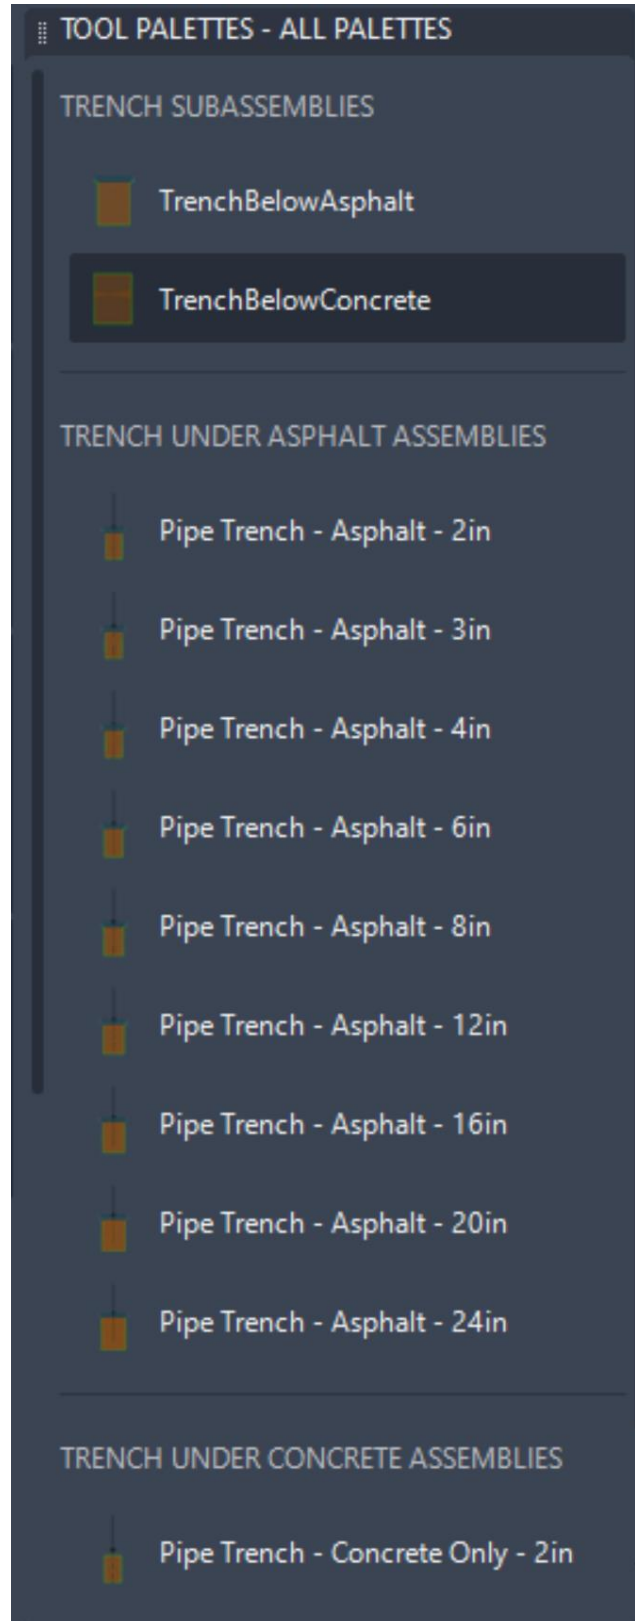 TOOL PALETTES - ALL PALETTES
TRENCH SUBASSEMBLIES
TrenchBelowAsphalt
TrenchBelowConcrete
TRENCH UNDER ASPHALT ASSEMBLIES
Pipe Trench - Asphalt - 2in
Pipe Trench - Asphalt - 3in
Pipe Trench - Asphalt - 4in
Pipe Trench - Asphalt - 6in
Pipe Trench - Asphalt - 8in
Pipe Trench - Asphalt - 12in
Pipe Trench - Asphalt - 16in
Pipe Trench - Asphalt - 20in
Pipe Trench - Asphalt - 24in
TRENCH UNDER CONCRETE ASSEMBLIES
Pipe Trench - Concrete Only - 2in